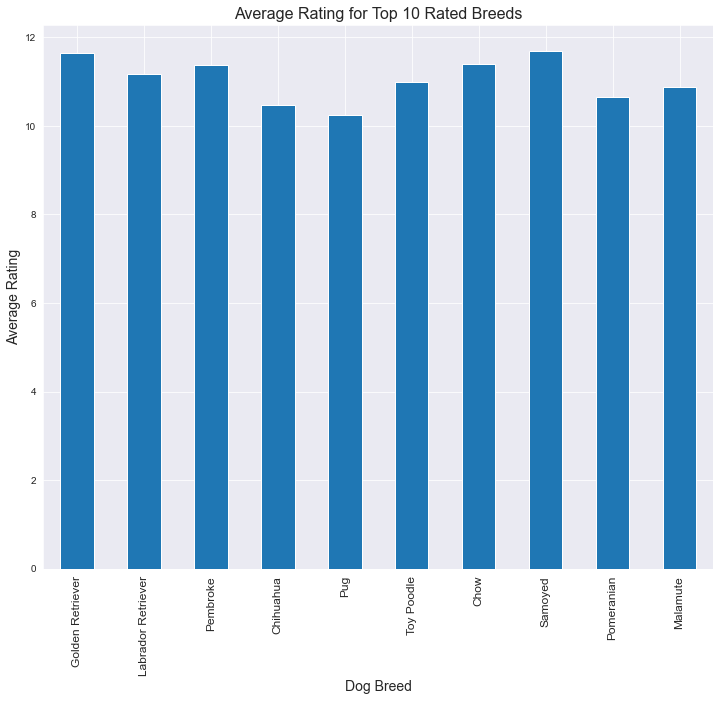 Average Rating for Top 10 Rated Breeds
12
10
8
6
4
2
0
Average Rating
Golden Retriever
Labrador Retriever
Pembroke
Chihuahua
Pug
Toy Poodle
Chow
Samoyed
Pomeranian
Malamute
Dog Breed